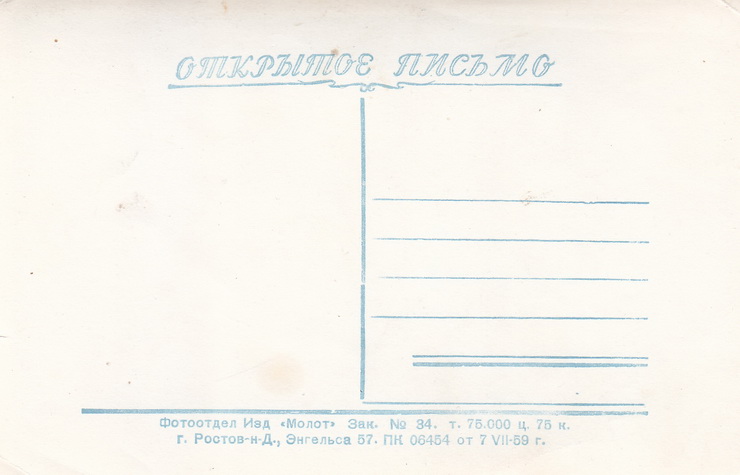 ОТКРЫТОЕ ПИСЬМО
Фотоотдел Изд «Молот» Зак. № 34. т. 75.000 ц. 75 к.
г. Ростов-н-Д., Энгельса 57. ПК 06454 от 7 VII-59 г.